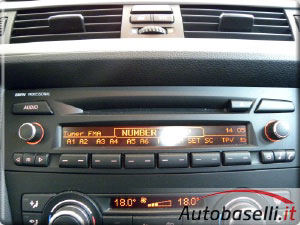 BMW PROFESSIONAL
AUDIO
Tuner FMA NUMBER 14 05
A1 A2 A3 A4 A5 A6 SET SC TPV
18.0° 18.0°
Autobaselli.it